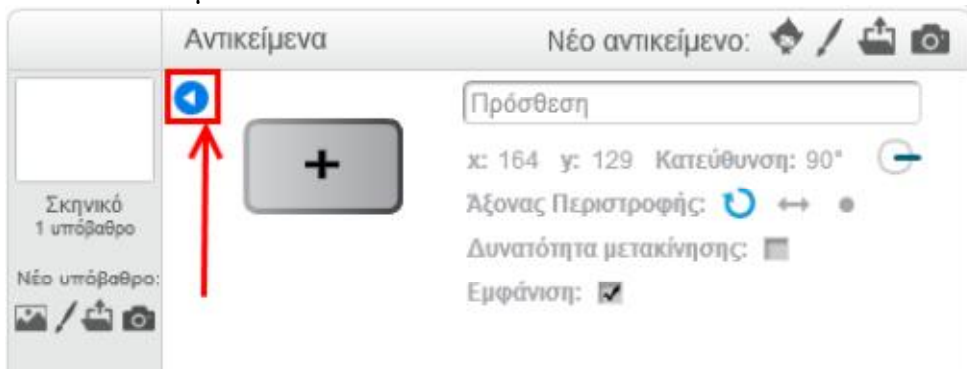 Αντικείμενα
Νέο αντικείμενο:
Πρόσθεση
x: 164 y: 129 Κατεύθυνση: 90°
Άξονας Περιστροφής:
Δυνατότητα μετακίνησης:
Εμφάνιση:
+
Σκηνικό
1 υπόβαθρο
Νέο υπόβαθρο: